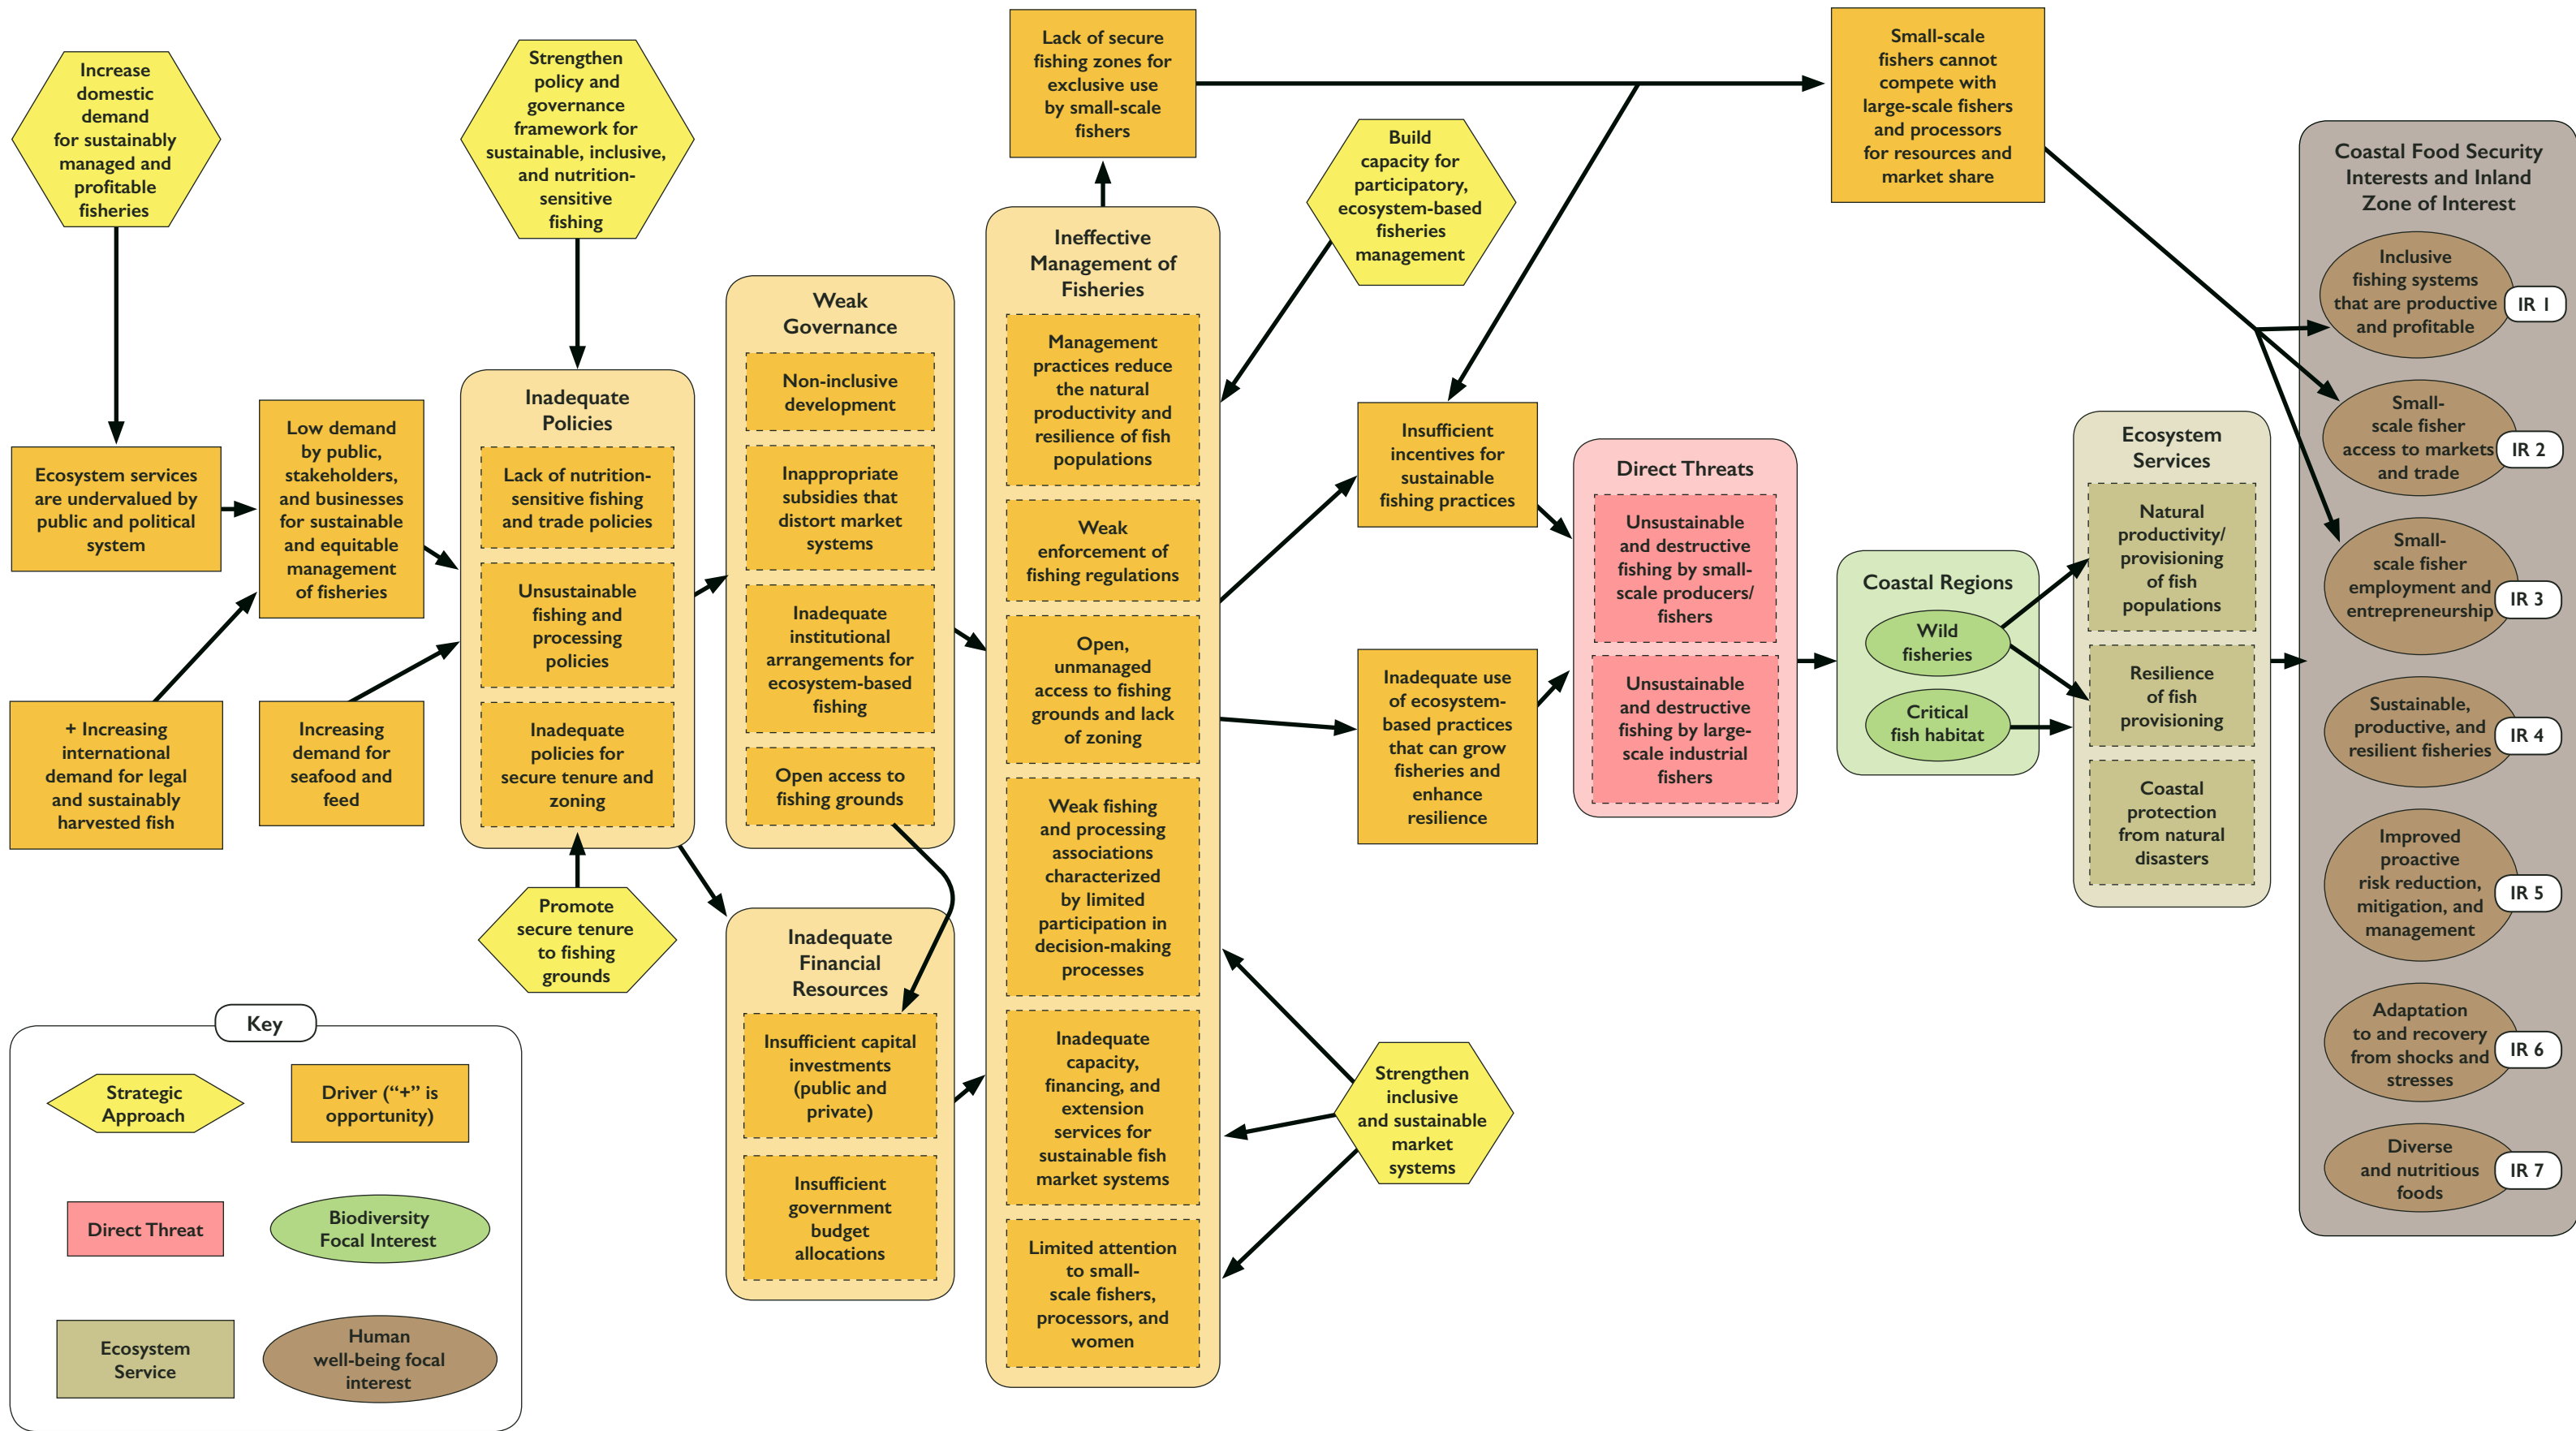 Increase
domestic
demand
for sustainably
managed and
profitable
fisheries
Ecosystem services
are undervalued by
public and political
system
+ Increasing
international
demand for legal
and sustainably
harvested fish
Low demand
by public,
stakeholders,
and businesses
for sustainable
and equitable
management
of fisheries
Increasing
demand for
seafood and
feed
Strengthen
policy and
governance
framework for
sustainable, inclusive,
and nutrition-
sensitive
fishing
Inadequate
Policies
Lack of nutrition-
sensitive fishing
and trade policies
Unsustainable
fishing and
processing
policies
Inadequate
policies for
secure tenure and
zoning
Promote
secure tenure
to fishing
grounds
Weak
Governance
Non-inclusive
development
Inappropriate
subsidies that
distort market
systems
Inadequate
institutional
arrangements for
ecosystem-based
fishing
Open access to
fishing grounds
Inadequate
Financial
Resources
Insufficient capital
investments
(public and
private)
Insufficient
government
budget
allocations
Lack of secure
fishing zones for
exclusive use
by small-scale
fishers
Ineffective
Management of
Fisheries
Management
practices reduce
the natural
productivity and
resilience of fish
populations
Weak
enforcement of
fishing regulations
Open,
unmanaged
access to fishing
grounds and lack
of zoning
Weak fishing
and processing
associations
characterized
by limited
participation in
decision-making
processes
Inadequate
capacity,
financing, and
extension
services for
sustainable fish
market systems
Limited attention
to small-
scale fishers,
processors, and
women
Build
capacity for
participatory,
ecosystem-based
fisheries
management
Insufficient
incentives for
sustainable
fishing practices
Inadequate use
of ecosystem-
based practices
that can grow
fisheries and
enhance
resilience
Strengthen
inclusive
and sustainable
market
systems
Direct Threats
Unsustainable
and destructive
fishing by small-
scale producers/
fishers
Unsustainable
and destructive
fishing by large-
scale industrial
fishers
Small-scale
fishers cannot
compete with
large-scale fishers
and processors
for resources and
market share
Coastal Regions
Wild
fisheries
Critical
fish habitat
Ecosystem
Services
Natural
productivity/
provisioning
of fish
populations
Resilience
of fish
provisioning
Coastal
protection
from natural
disasters
Coastal Food Security
Interests and Inland
Zone of Interest
Inclusive
fishing systems
that are productive
and profitable
IR 1
Small-
scale fisher
access to markets
and trade
IR 2
Small-
scale fisher
employment and
entrepreneurship
IR 3
Sustainable,
productive, and
resilient fisheries
IR 4
Improved
proactive
risk reduction,
mitigation, and
management
IR 5
Adaptation
to and recovery
from shocks and
stresses
IR 6
Diverse
and nutritious
foods
IR 7
Key
Strategic
Approach
Driver (“+” is
opportunity)
Direct Threat
Biodiversity
Focal Interest
Ecosystem
Service
Human
well-being focal
interest